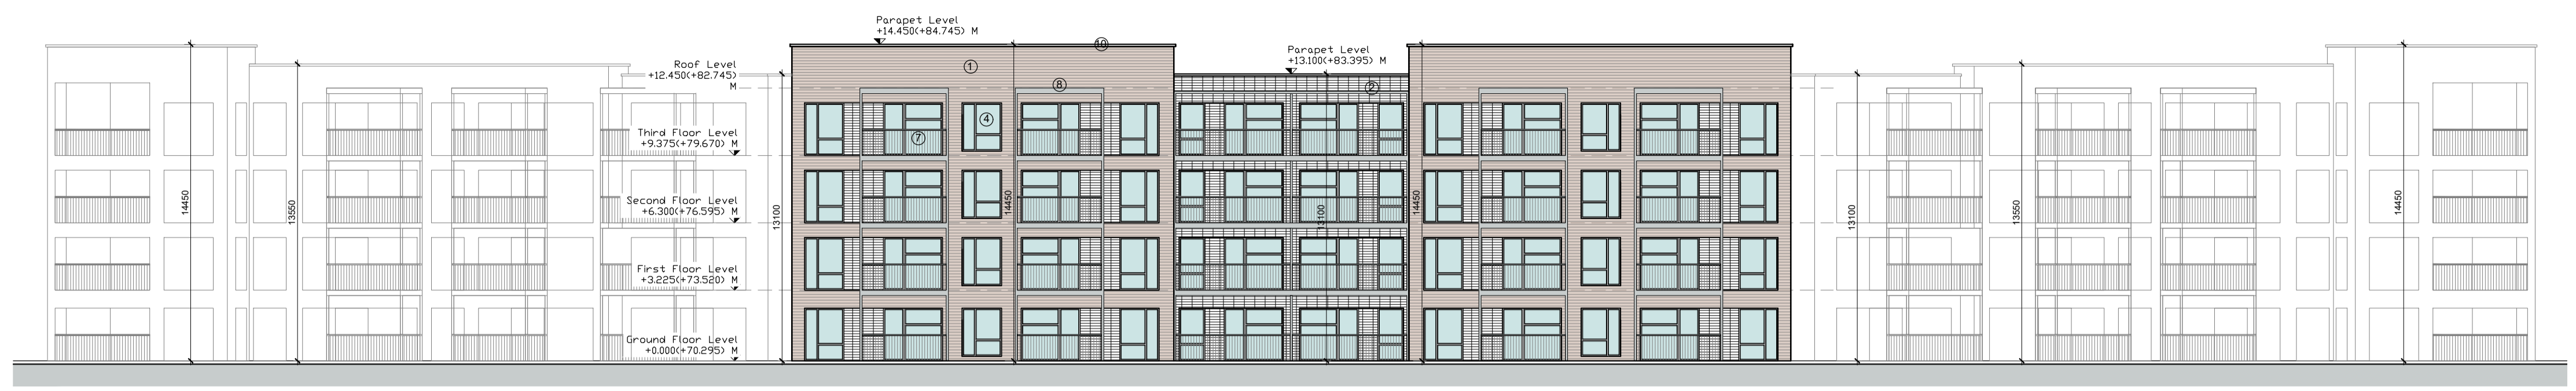 Parapet Level
+14.450(+84.745) M
10
Parapet Level
+13.100(+83.395) M
Roof Level
+12.450(+82.745)
M
1
8
2
4
7
Third Floor Level
+9.375(+79.670) M
Second Floor Level
+6.300(+76.595) M
First Floor Level
+3.225(+73.520) M
Ground Floor Level
+0.000(+70.295) M
14450
13550
13100
14450
13100
14450
13100
13550
14450